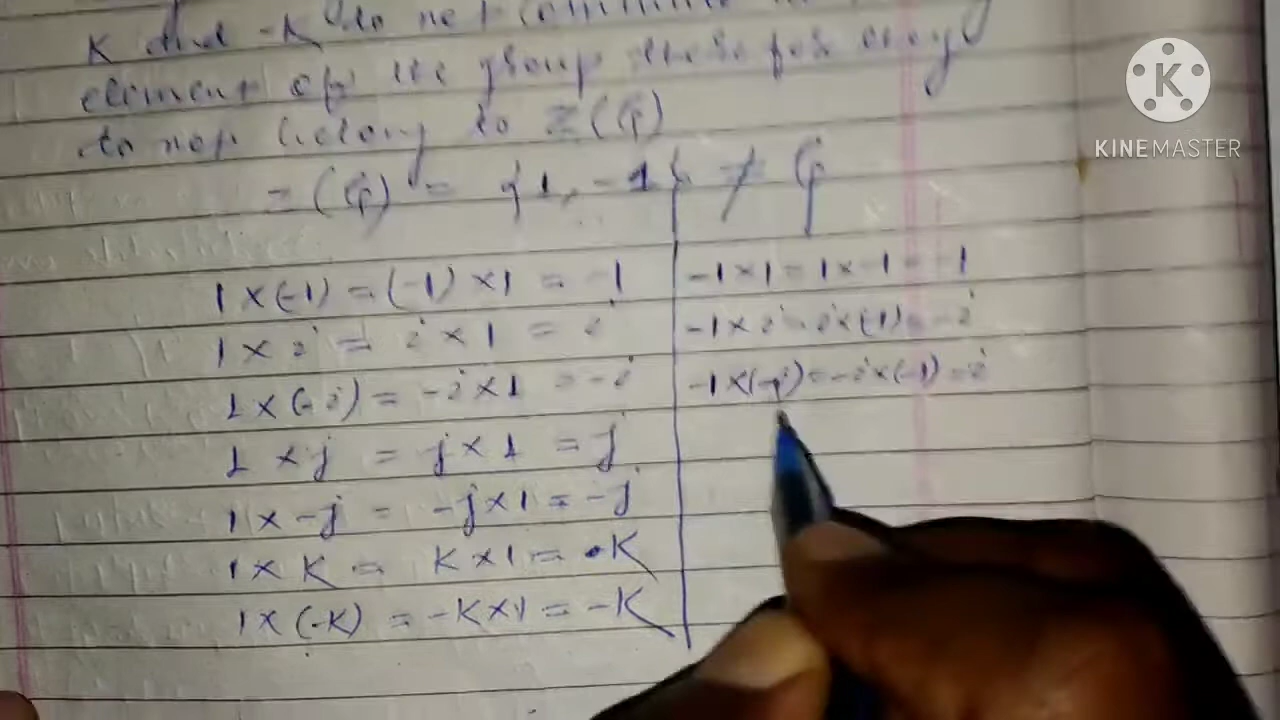 K and -K do not commute
element of the group there for
to not belong to Z(G)
Z(G) = {1, -1} ≠ G
1 × (-1) = (-1) × 1 = -1
1 × i = i × 1 = i
1 × (-i) = -i × 1 = -i
1 × j = j × 1 = j
1 × -j = -j × 1 = -j
1 × K = K × 1 = K
1 × (-K) = -K × 1 = -K
-1 × 1 = 1 × -1 = -1
-1 × i = i × (-1) = -i
-1 × (-i) = -i × (-1) = i
K
KINEMASTER